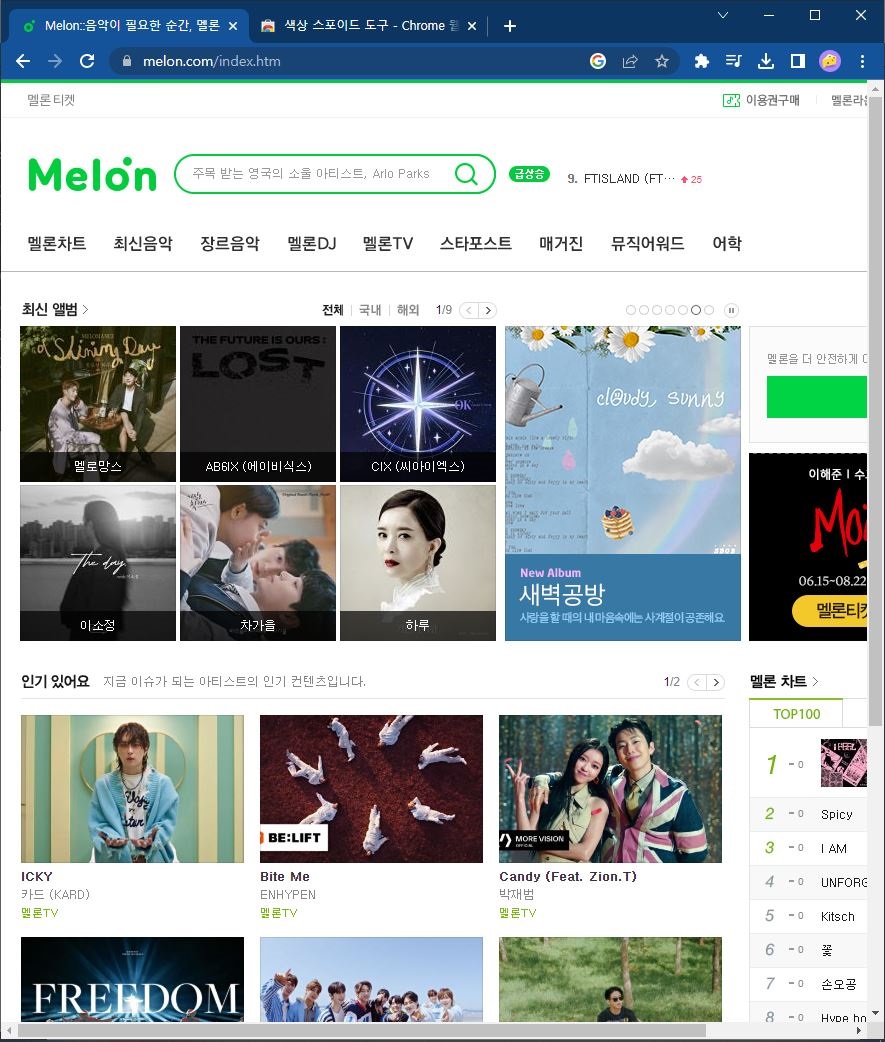 Melon::음악이 필요한 순간, 멜론
색상 스포이드 도구 - Chrome 웹
melon.com/index.htm
멜론티켓
이용권구매
멜론라운
Melon
주목 받는 영국의 소울 아티스트, Arlo Parks
급상승
9. FTISLAND (FT··· 25
멜론차트 최신음악 장르음악 멜론DJ 멜론TV 스타포스트 매거진 뮤직어워드 어학
최신 앨범
전체 국내 해외 1/9
MELOMANCE
a Shining Day
멜로망스
THE FUTURE IS OURS :
LOST
AB6IX (에이비식스)
OK
CIX (씨아이엑스)
The day
이소정
차가을
하루
cloudy, sunny
New Album
새벽공방
사랑을 할 때의 내 마음속에는 사계절이 공존해요.
멜론을 더 안전하게
이해준 I 수
06.15~08.22
멜론티
인기 있어요 지금 이슈가 되는 아티스트의 인기 컨텐츠입니다. 1/2
BE:LIFT
MORE VISION
OFFICIAL
ICKY
카드 (KARD)
멜론TV
Bite Me
ENHYPEN
멜론TV
Candy (Feat. Zion.T)
박재범
멜론TV
FREEDOM
멜론 차트
TOP100
1 - 0
2 - 0 Spicy
3 - 0 I AM
4 - 0 UNFORG
5 - 0 Kitsch
6 - 0 꽃
7 - 0 손오공
8 - 0 Hype bo